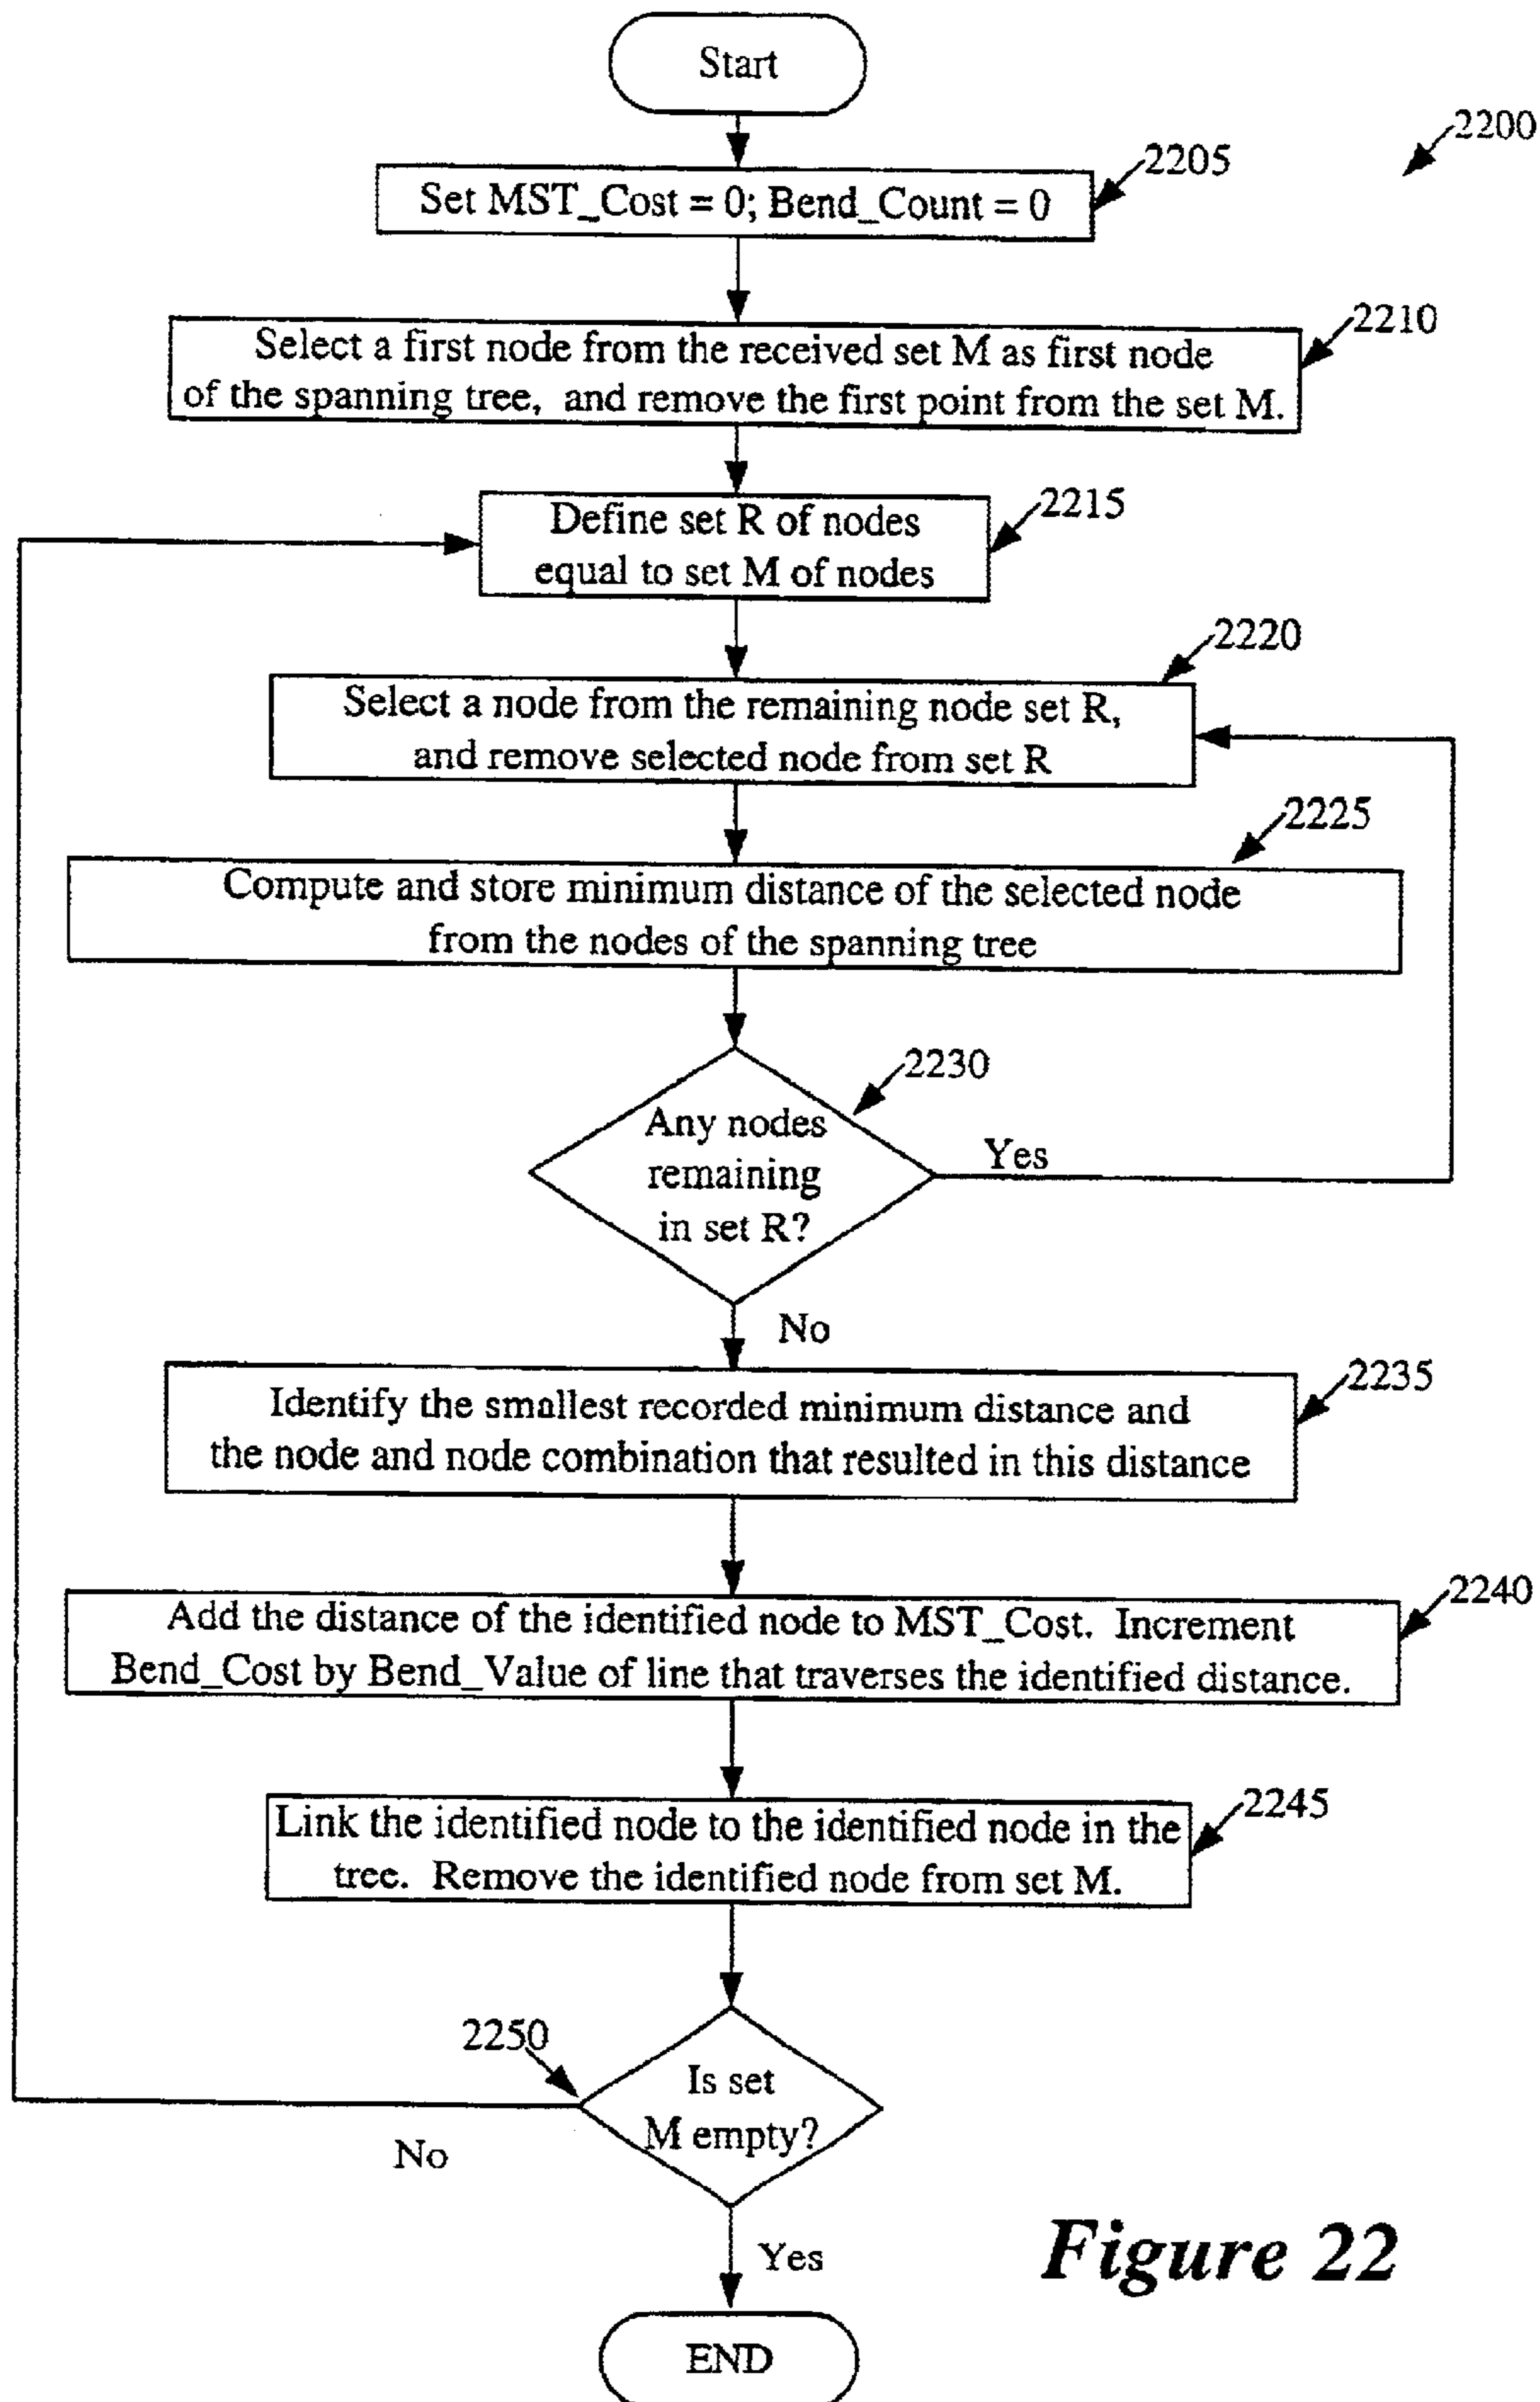 Start
2200
2205
Set MST_Cost = 0; Bend_Count = 0
2210
Select a first node from the received set M as first node
of the spanning tree, and remove the first point from the set M.
2215
Define set R of nodes
equal to set M of nodes
2220
Select a node from the remaining node set R,
and remove selected node from set R
2225
Compute and store minimum distance of the selected node
from the nodes of the spanning tree
2230
Any nodes
remaining
in set R?
Yes
No
2235
Identify the smallest recorded minimum distance and
the node and node combination that resulted in this distance
2240
Add the distance of the identified node to MST_Cost. Increment
Bend_Cost by Bend_Value of line that traverses the identified distance.
2245
Link the identified node to the identified node in the
tree. Remove the identified node from set M.
2250
Is set
M empty?
No
Yes
Figure 22
END